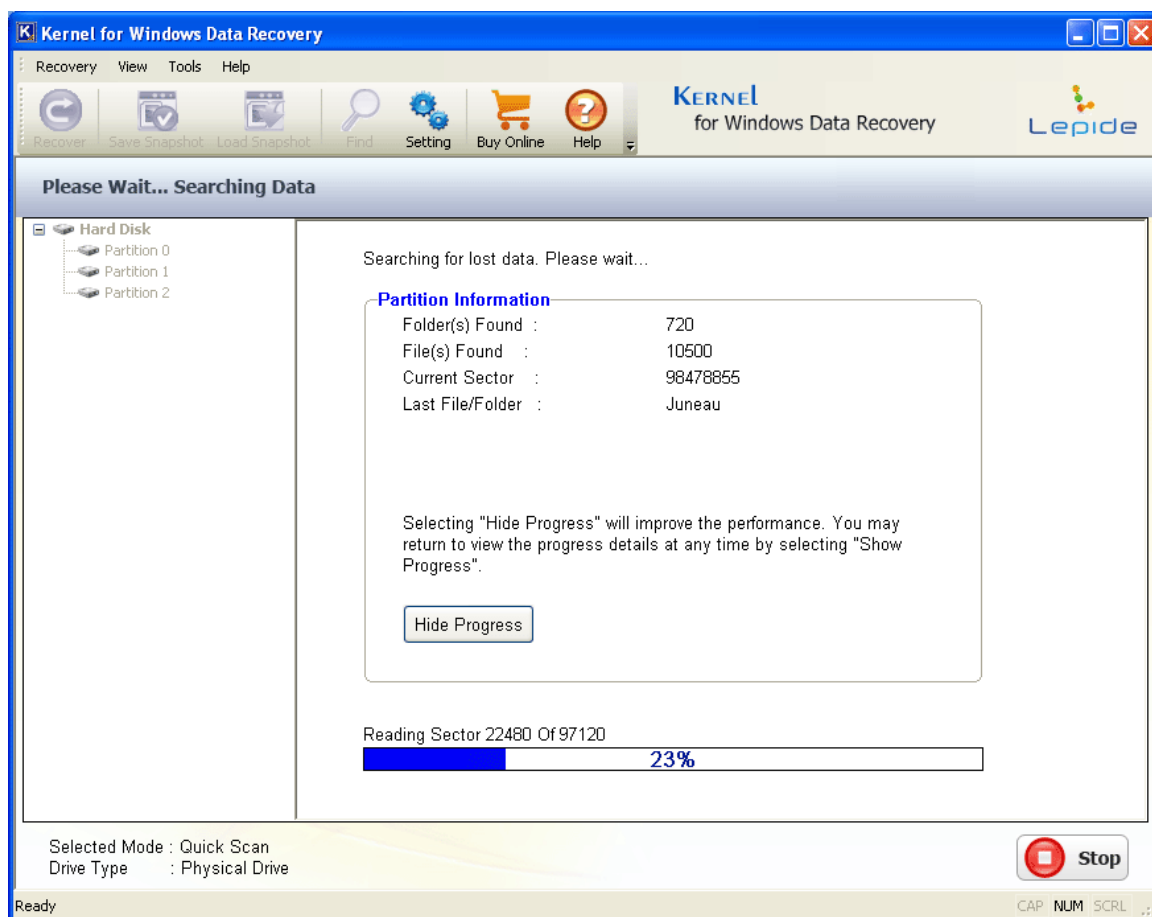 Kernel for Windows Data Recovery
Recovery View Tools Help
Recover Save Snapshot Load Snapshot Find Setting Buy Online Help
KERNEL
for Windows Data Recovery
Lepide
Please Wait... Searching Data
Hard Disk
Partition 0
Partition 1
Partition 2
Searching for lost data. Please wait...
Partition Information
Folder(s) Found : 720
File(s) Found : 10500
Current Sector : 98478855
Last File/Folder : Juneau
Selecting "Hide Progress" will improve the performance. You may
return to view the progress details at any time by selecting "Show
Progress".
Hide Progress
Reading Sector 22480 Of 97120
23%
Selected Mode : Quick Scan
Drive Type : Physical Drive
Stop
Ready
CAP NUM SCRL